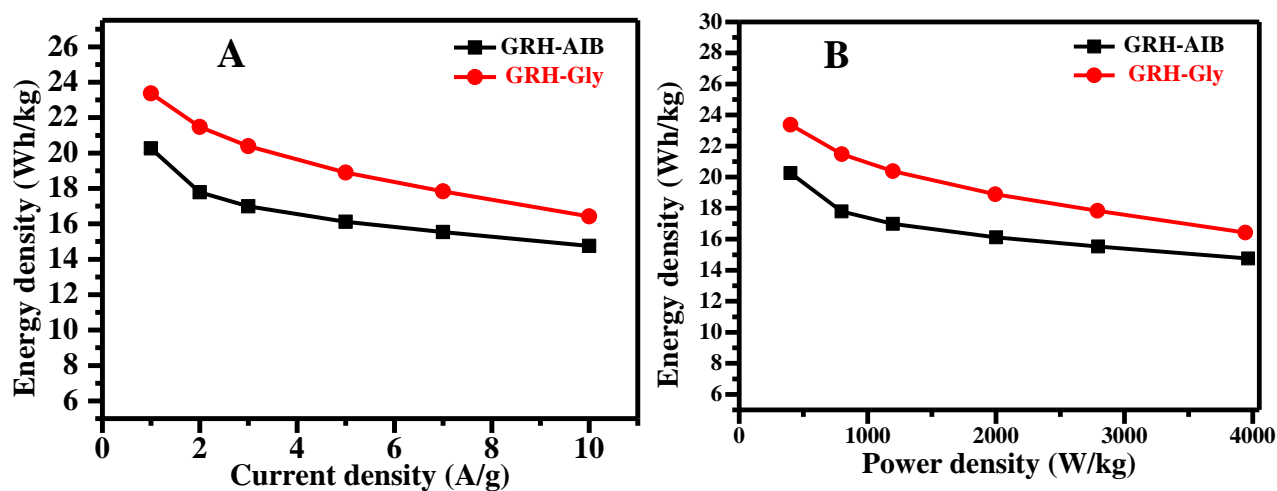 A
GRH-AIB
GRH-Gly
Energy density (Wh/kg)
26
24
22
20
18
16
14
12
10
8
6
0 2 4 6 8 10
Current density (A/g)
B
GRH-AIB
GRH-Gly
Energy density (Wh/kg)
30
28
26
24
22
20
18
16
14
12
10
8
6
0 1000 2000 3000 4000
Power density (W/kg)